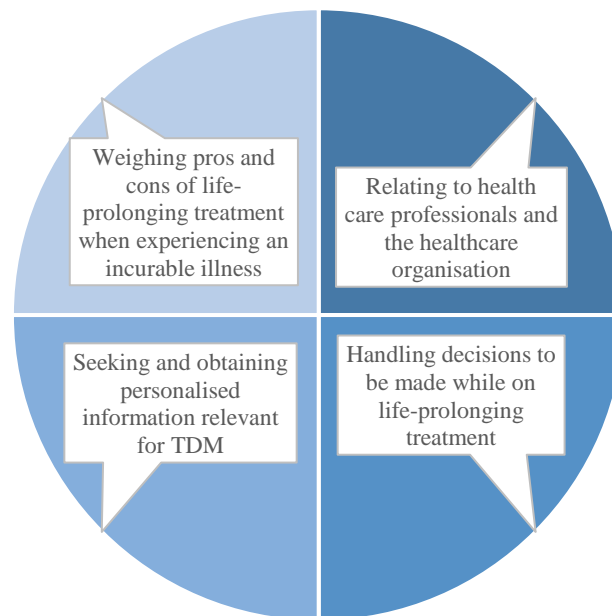 Weighing pros and
cons of life-
prolonging treatment
when experiencing an
incurable illness
Relating to health
care professionals and
the healthcare
organisation
Seeking and obtaining
personalised
information relevant
for TDM
Handling decisions to
be made while on
life-prolonging
treatment